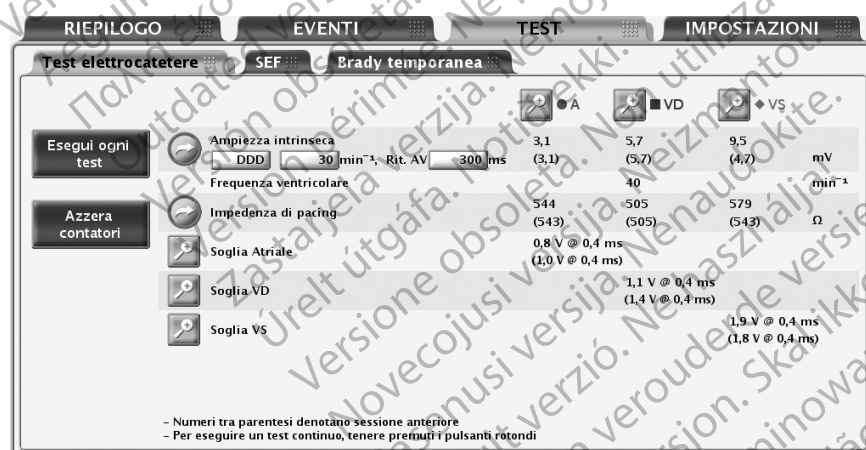 RIEPILOGO EVENTI TEST IMPOSTAZIONI
Test elettrocatetere SEF Brady temporanea
A VD VS
Esegui ogni test
Ampiezza intrinseca 3,1 5,7 9,5
DDD 30 min⁻¹, Rit. AV 300 ms (3,1) (5,7) (4,7) mV
Frequenza ventricolare 40 min⁻¹
Azzera contatori
Impedenza di pacing 544 505 579
(543) (505) (543) Ω
Soglia Atriale 0,8 V @ 0,4 ms
(1,0 V @ 0,4 ms)
Soglia VD 1,1 V @ 0,4 ms
(1,4 V @ 0,4 ms)
Soglia VS 1,9 V @ 0,4 ms
(1,8 V @ 0,4 ms)
– Numeri tra parentesi denotano sessione anteriore
– Per eseguire un test continuo, tenere premuti i pulsanti rotondi